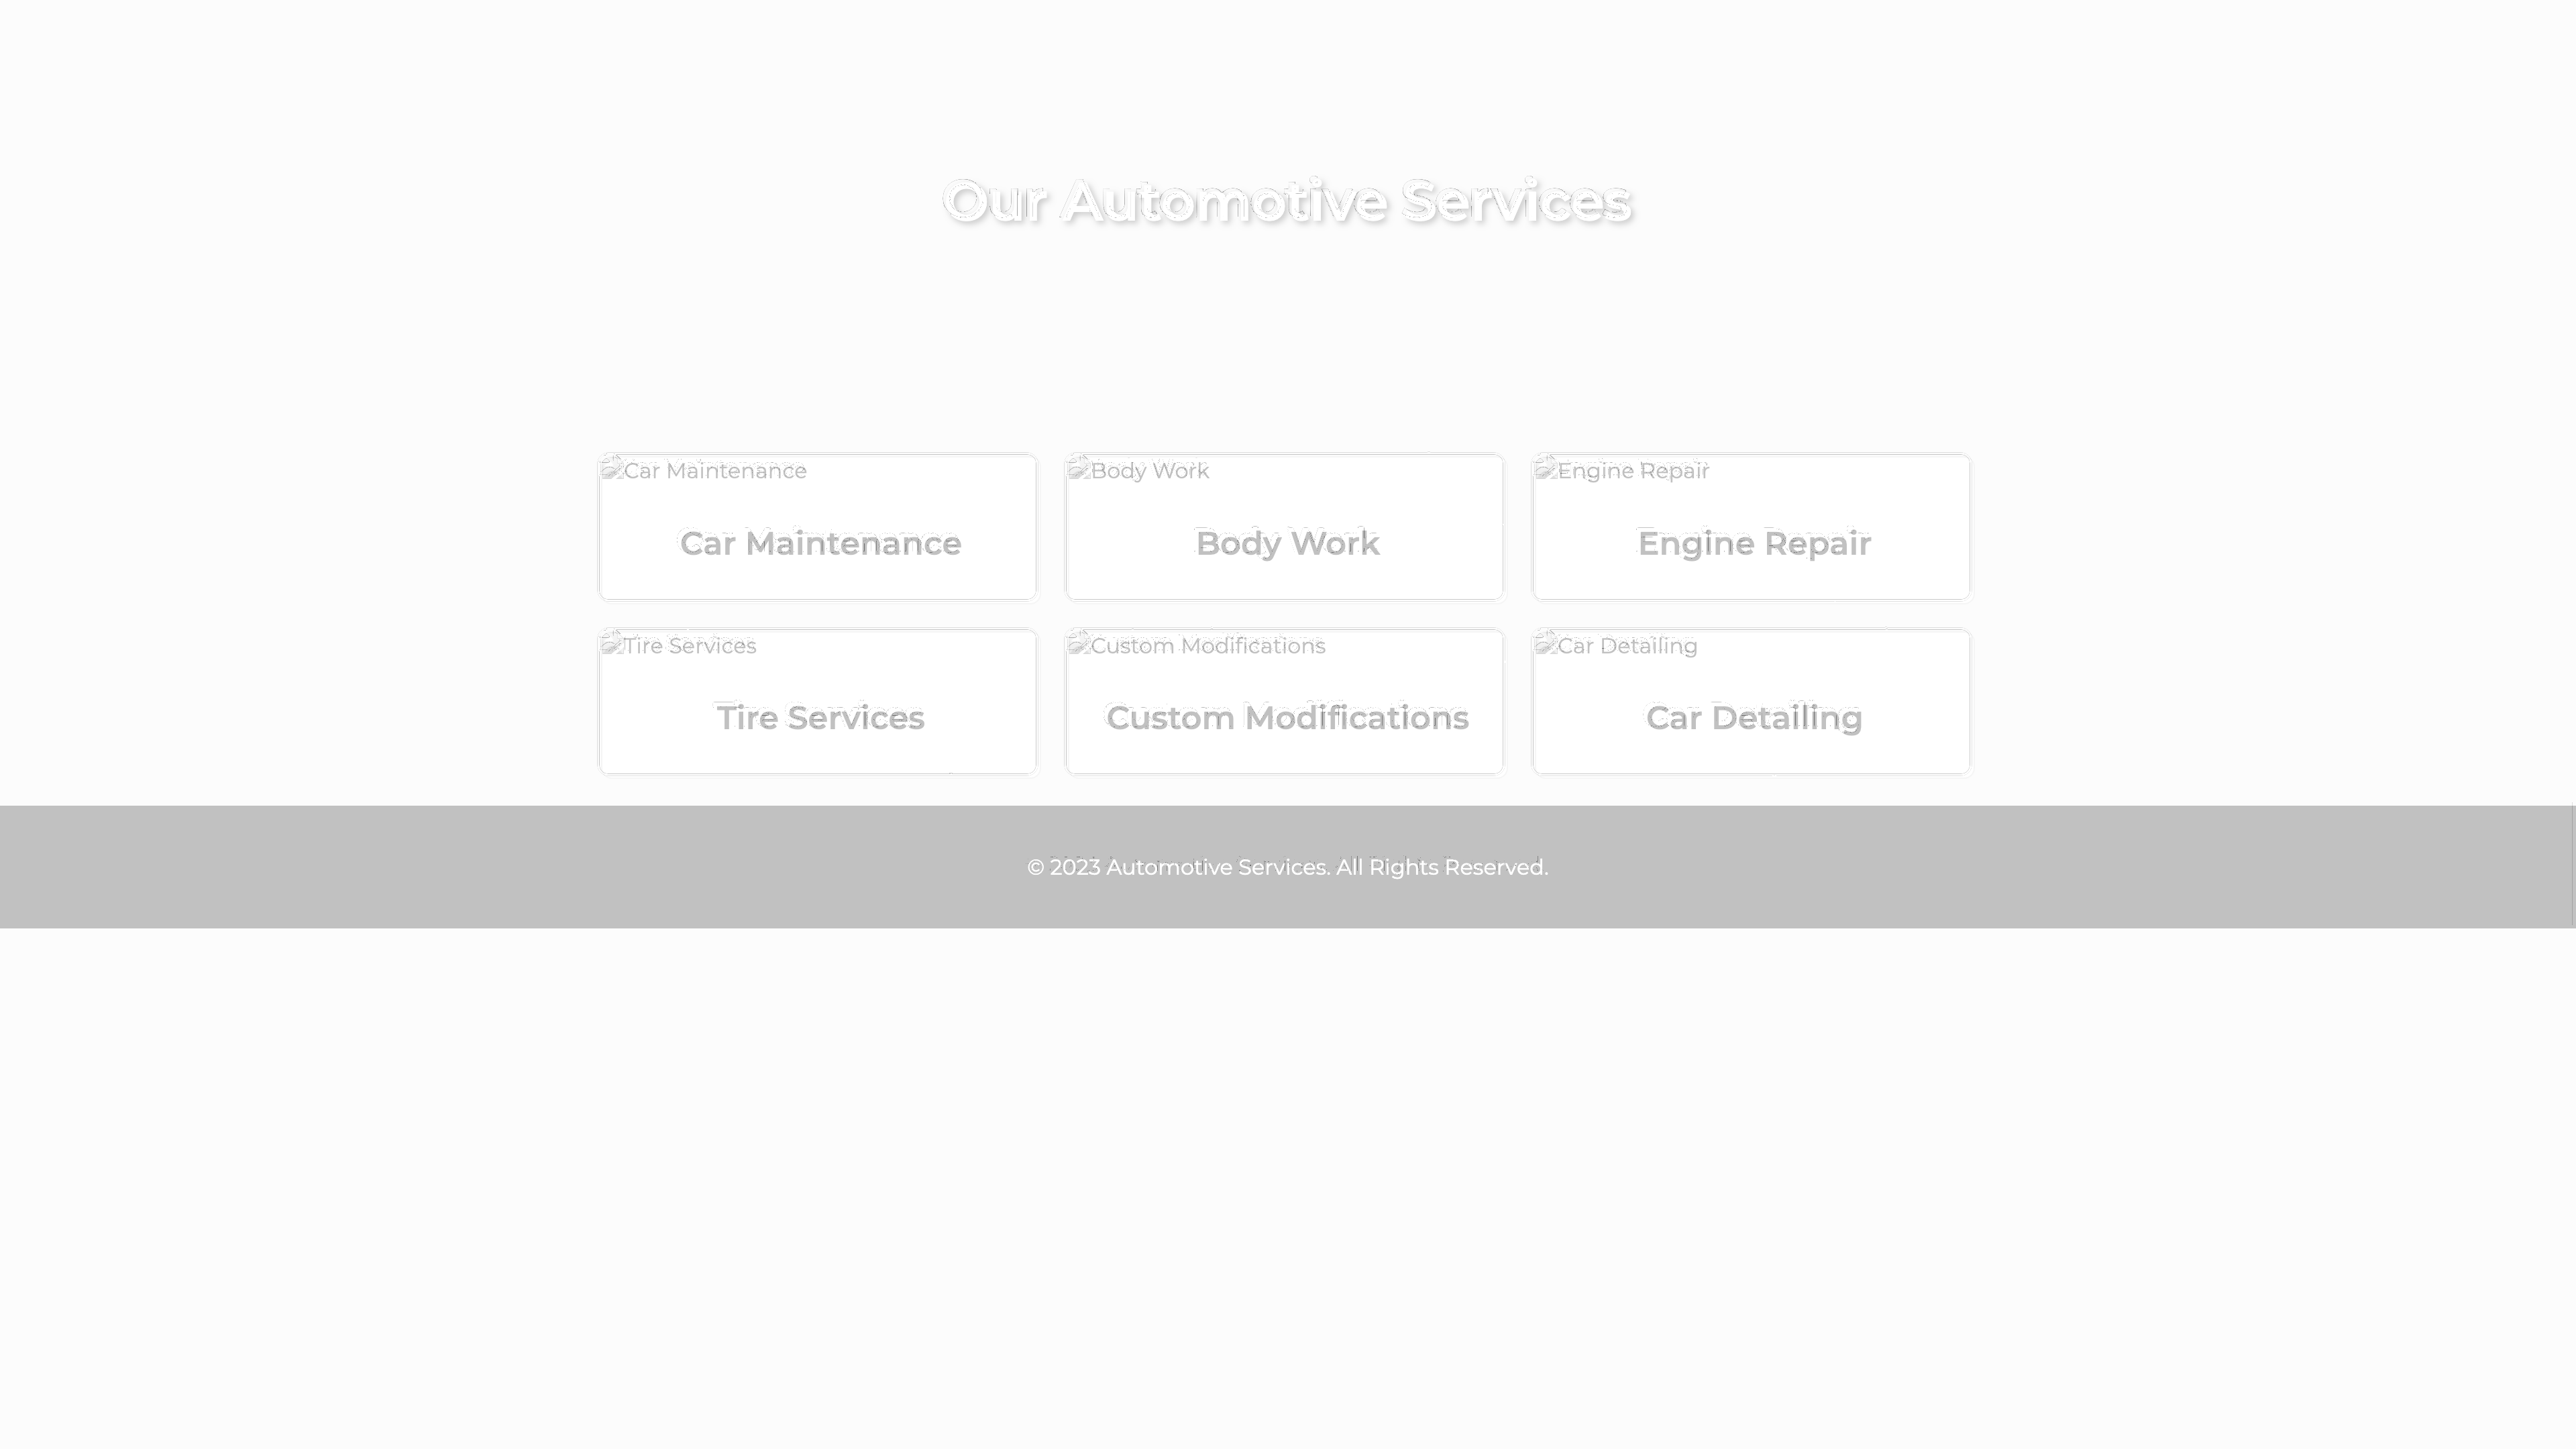 Our Automotive Services
Car Maintenance
Body Work
Engine Repair
Car Maintenance
Body Work
Engine Repair
Tire Services
Custom Modifications
Car Detailing
Tire Services
Custom Modifications
Car Detailing
© 2023 Automotive Services. All Rights Reserved.